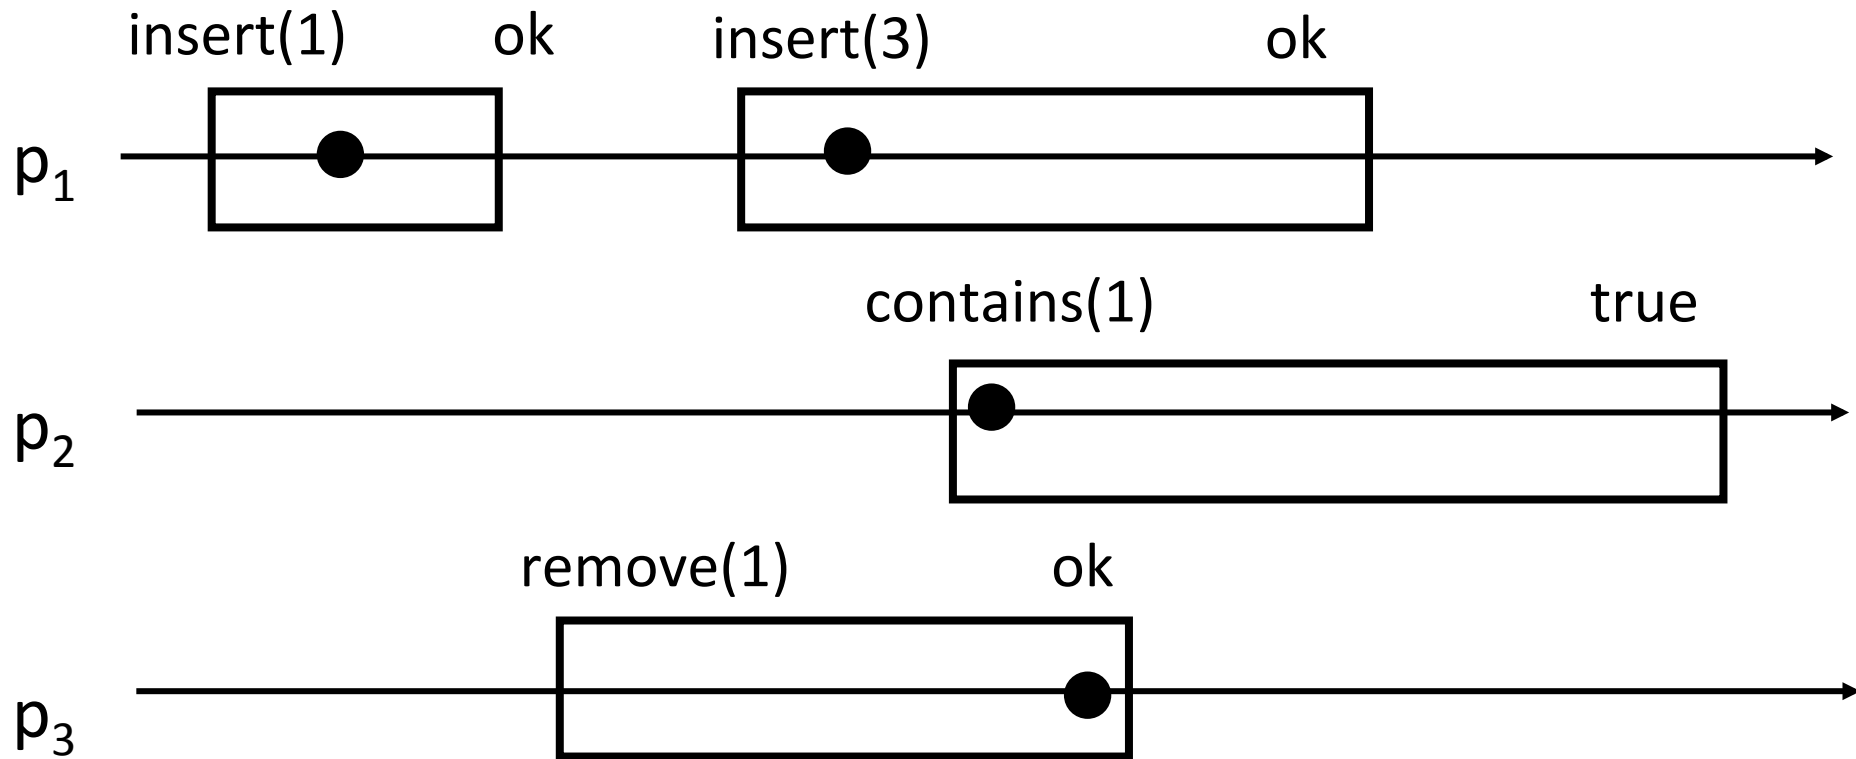 insert(1) ok insert(3) ok
p1
contains(1) true
p2
remove(1) ok
p3